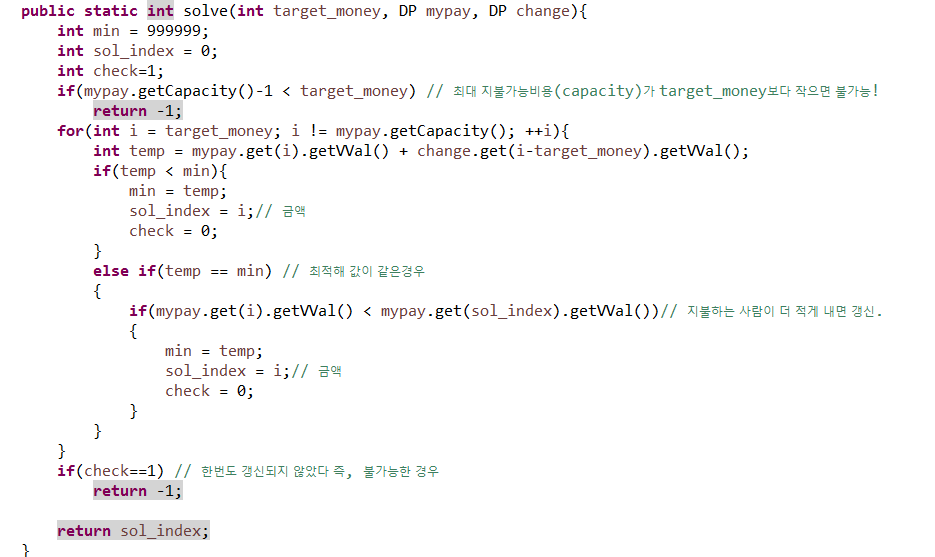 public static int solve(int target_money, DP mypay, DP change){
    int min = 999999;
    int sol_index = 0;
    int check=1;
    if(mypay.getCapacity()-1 < target_money) // 최대 지불가능비용(capacity)가 target_money보다 작으면 불가능!
        return -1;
    for(int i = target_money; i != mypay.getCapacity(); ++i){
        int temp = mypay.get(i).getVVal() + change.get(i-target_money).getVVal();
        if(temp < min){
            min = temp;
            sol_index = i;// 금액
            check = 0;
        }
        else if(temp == min) // 최적해 값이 같은경우
        {
            if(mypay.get(i).getVVal() < mypay.get(sol_index).getVVal())// 지불하는 사람이 더 적게 내면 갱신.
            {
                min = temp;
                sol_index = i;// 금액
                check = 0;
            }
        }
    }
    if(check==1) // 한번도 갱신되지 않았다 즉, 불가능한 경우
        return -1;

    return sol_index;
}